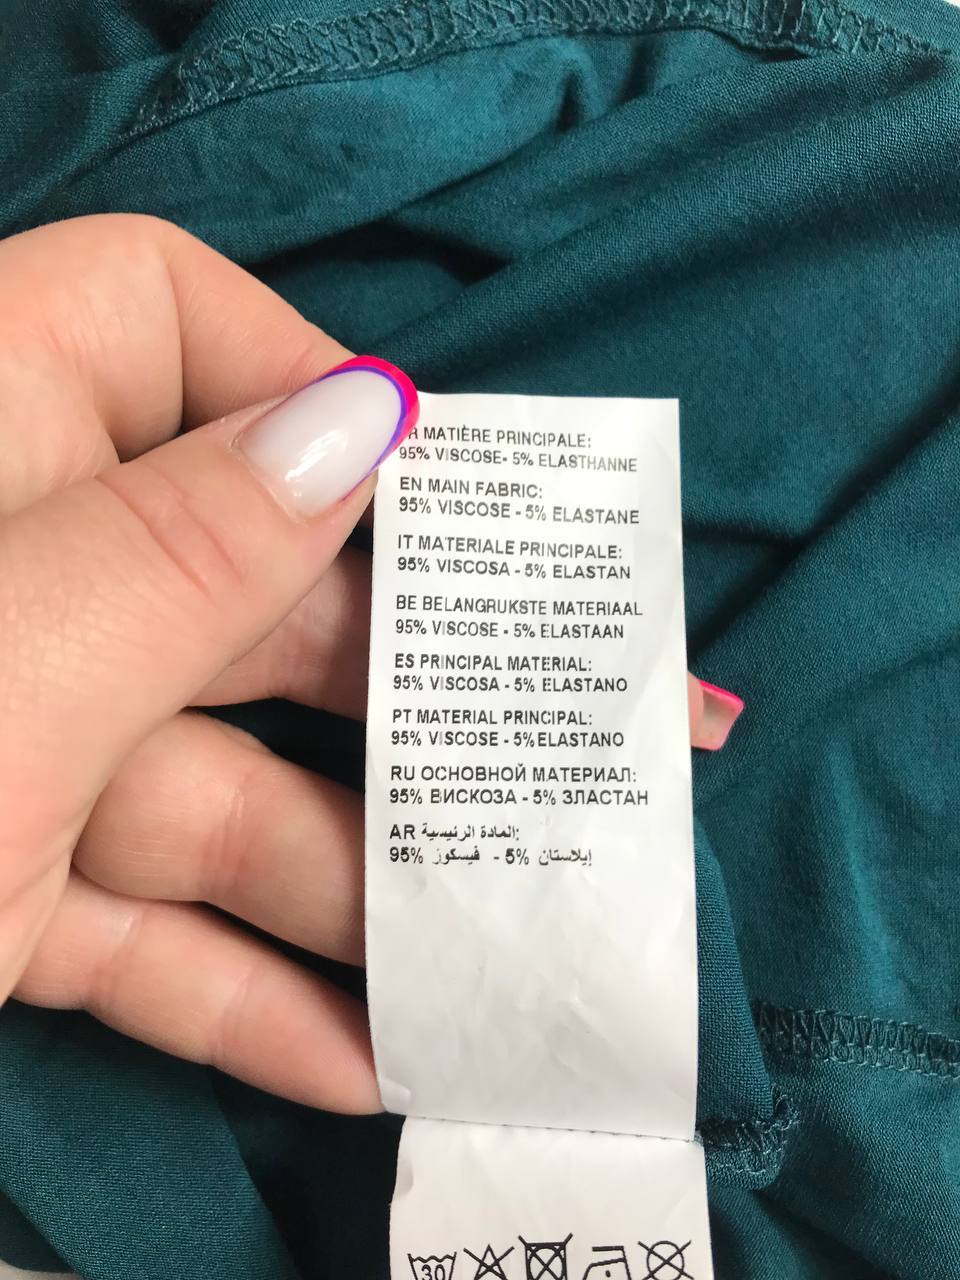 R MATIÈRE PRINCIPALE:
95% VISCOSE- 5% ELASTHANNE
EN MAIN FABRIC:
95% VISCOSE - 5% ELASTANE
IT MATERIALE PRINCIPALE:
95% VISCOSA - 5% ELASTAN
BE BELANGRUKSTE MATERIAAL
95% VISCOSE - 5% ELASTAAN
ES PRINCIPAL MATERIAL:
95% VISCOSA - 5% ELASTANO
PT MATERIAL PRINCIPAL:
95% VISCOSE - 5% ELASTANO
RU ОСНОВНОЙ МАТЕРИАЛ:
95% ВИСКОЗА - 5% ЗЛАСТАН
AR المادة الرئيسية:
95% فيسكوز - 5% إيلاستان
30